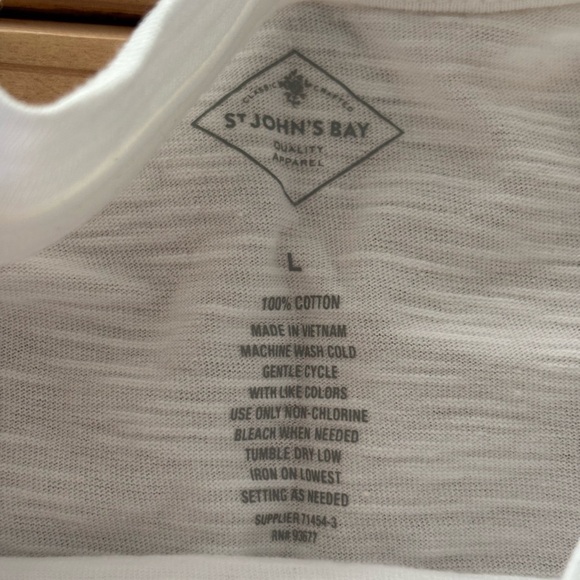 CLASSIC CRAFTED
ST JOHN'S BAY
QUALITY
APPAREL
L
100% COTTON
MADE IN VIETNAM
MACHINE WASH COLD
GENTLE CYCLE
WITH LIKE COLORS
USE ONLY NON-CHLORINE
BLEACH WHEN NEEDED
TUMBLE DRY LOW
IRON ON LOWEST
SETTING AS NEEDED
SUPPLIER 71454-3
RN# 93677